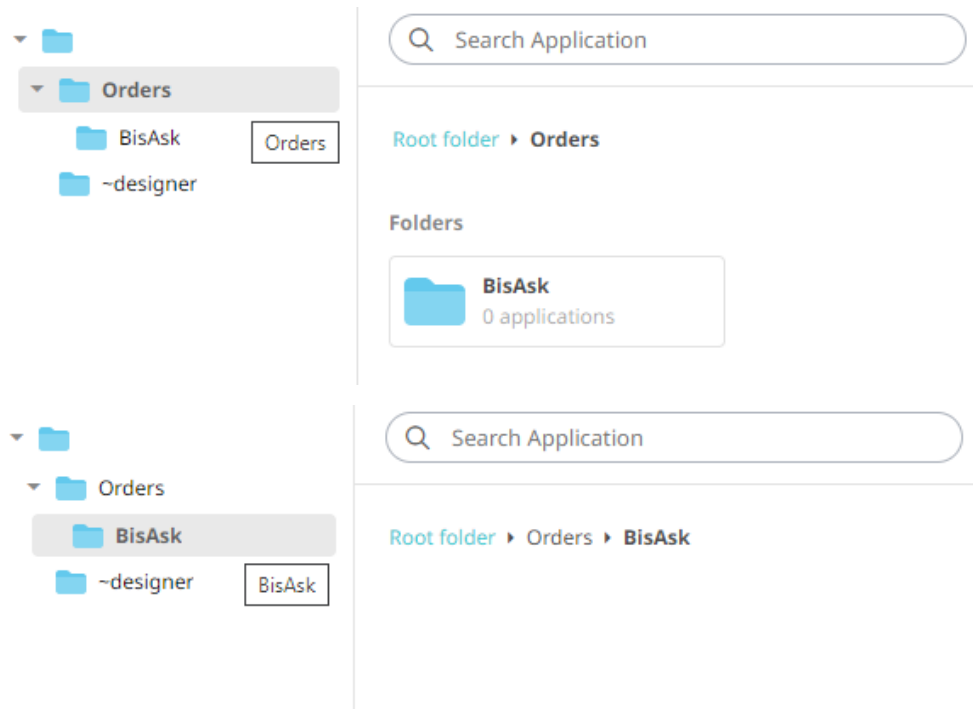 Search Application
Orders
BisAsk
Orders
~designer
Root folder Orders
Folders
BisAsk
0 applications
Search Application
Orders
BisAsk
~designer
BisAsk
Root folder Orders BisAsk